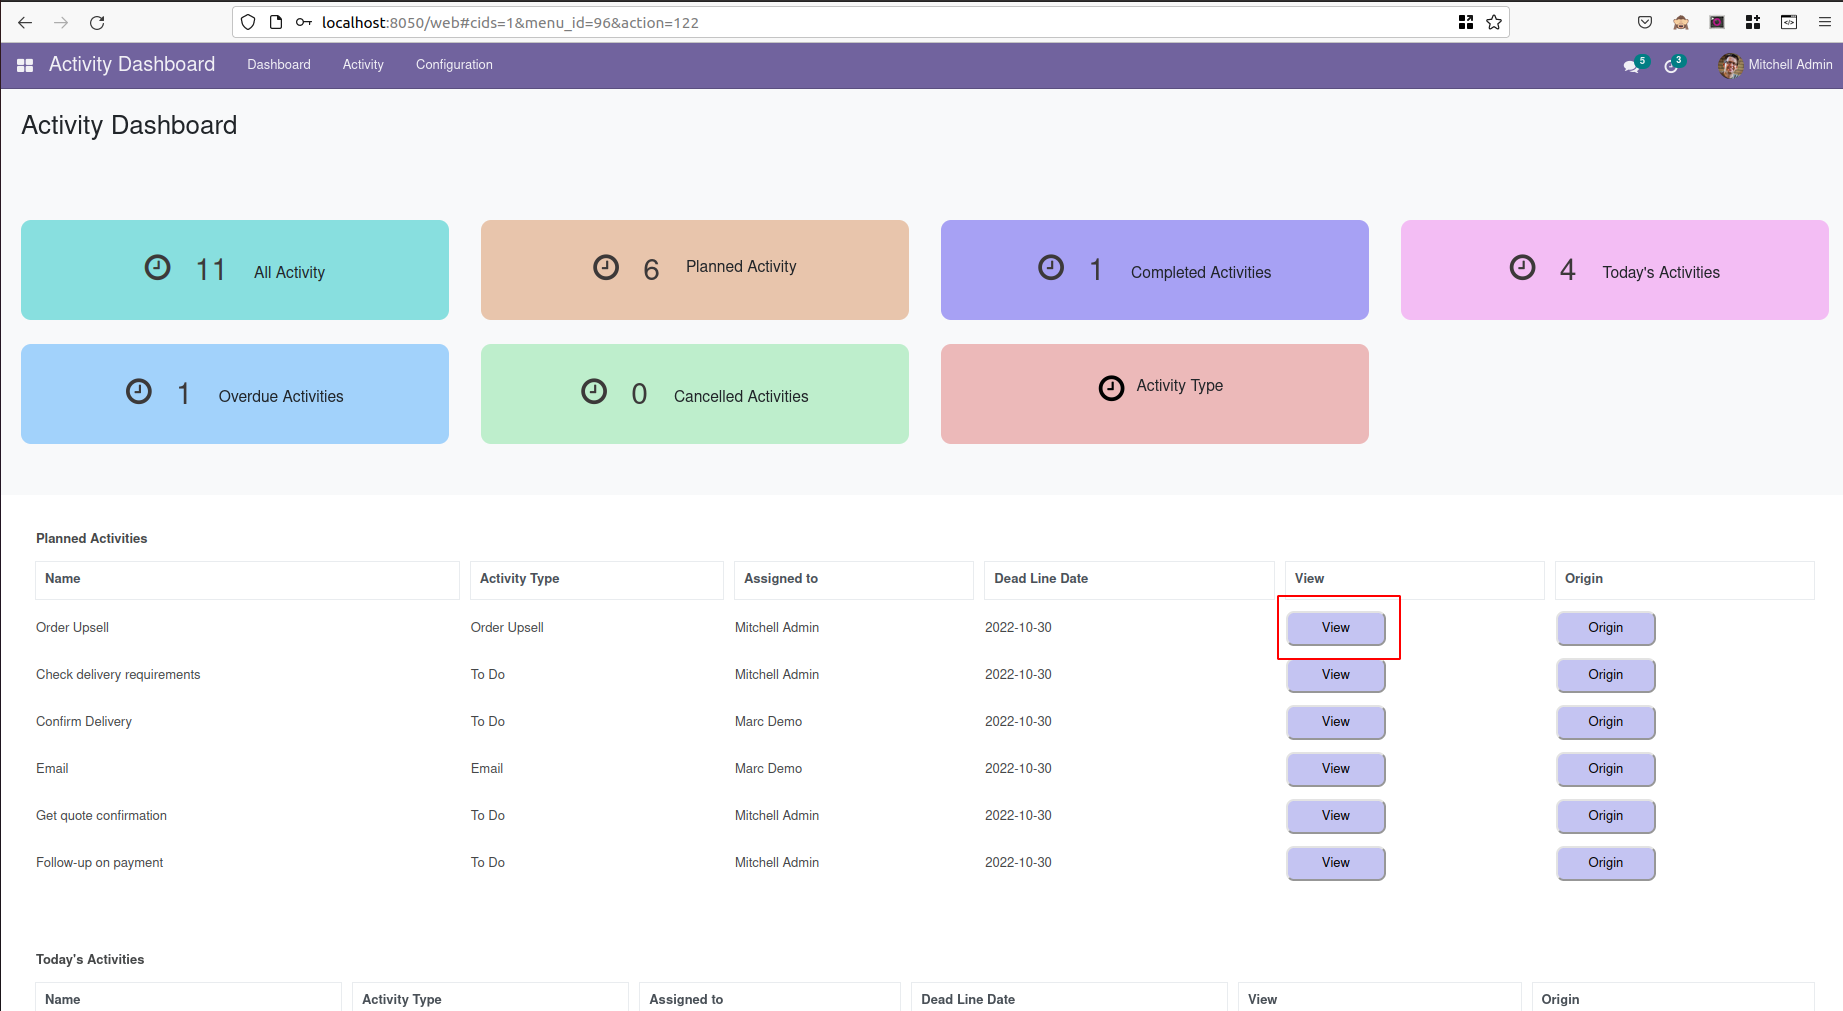 localhost:8050/web#cids=1&menu_id=96&action=122
Activity Dashboard Dashboard Activity Configuration 5 3 Mitchell Admin
Activity Dashboard
11 All Activity 6 Planned Activity 1 Completed Activities 4 Today's Activities
1 Overdue Activities 0 Cancelled Activities Activity Type
Planned Activities
Name Activity Type Assigned to Dead Line Date View Origin
Order Upsell Order Upsell Mitchell Admin 2022-10-30 View Origin
Check delivery requirements To Do Mitchell Admin 2022-10-30 View Origin
Confirm Delivery To Do Marc Demo 2022-10-30 View Origin
Email Email Marc Demo 2022-10-30 View Origin
Get quote confirmation To Do Mitchell Admin 2022-10-30 View Origin
Follow-up on payment To Do Mitchell Admin 2022-10-30 View Origin
Today's Activities
Name Activity Type Assigned to Dead Line Date View Origin